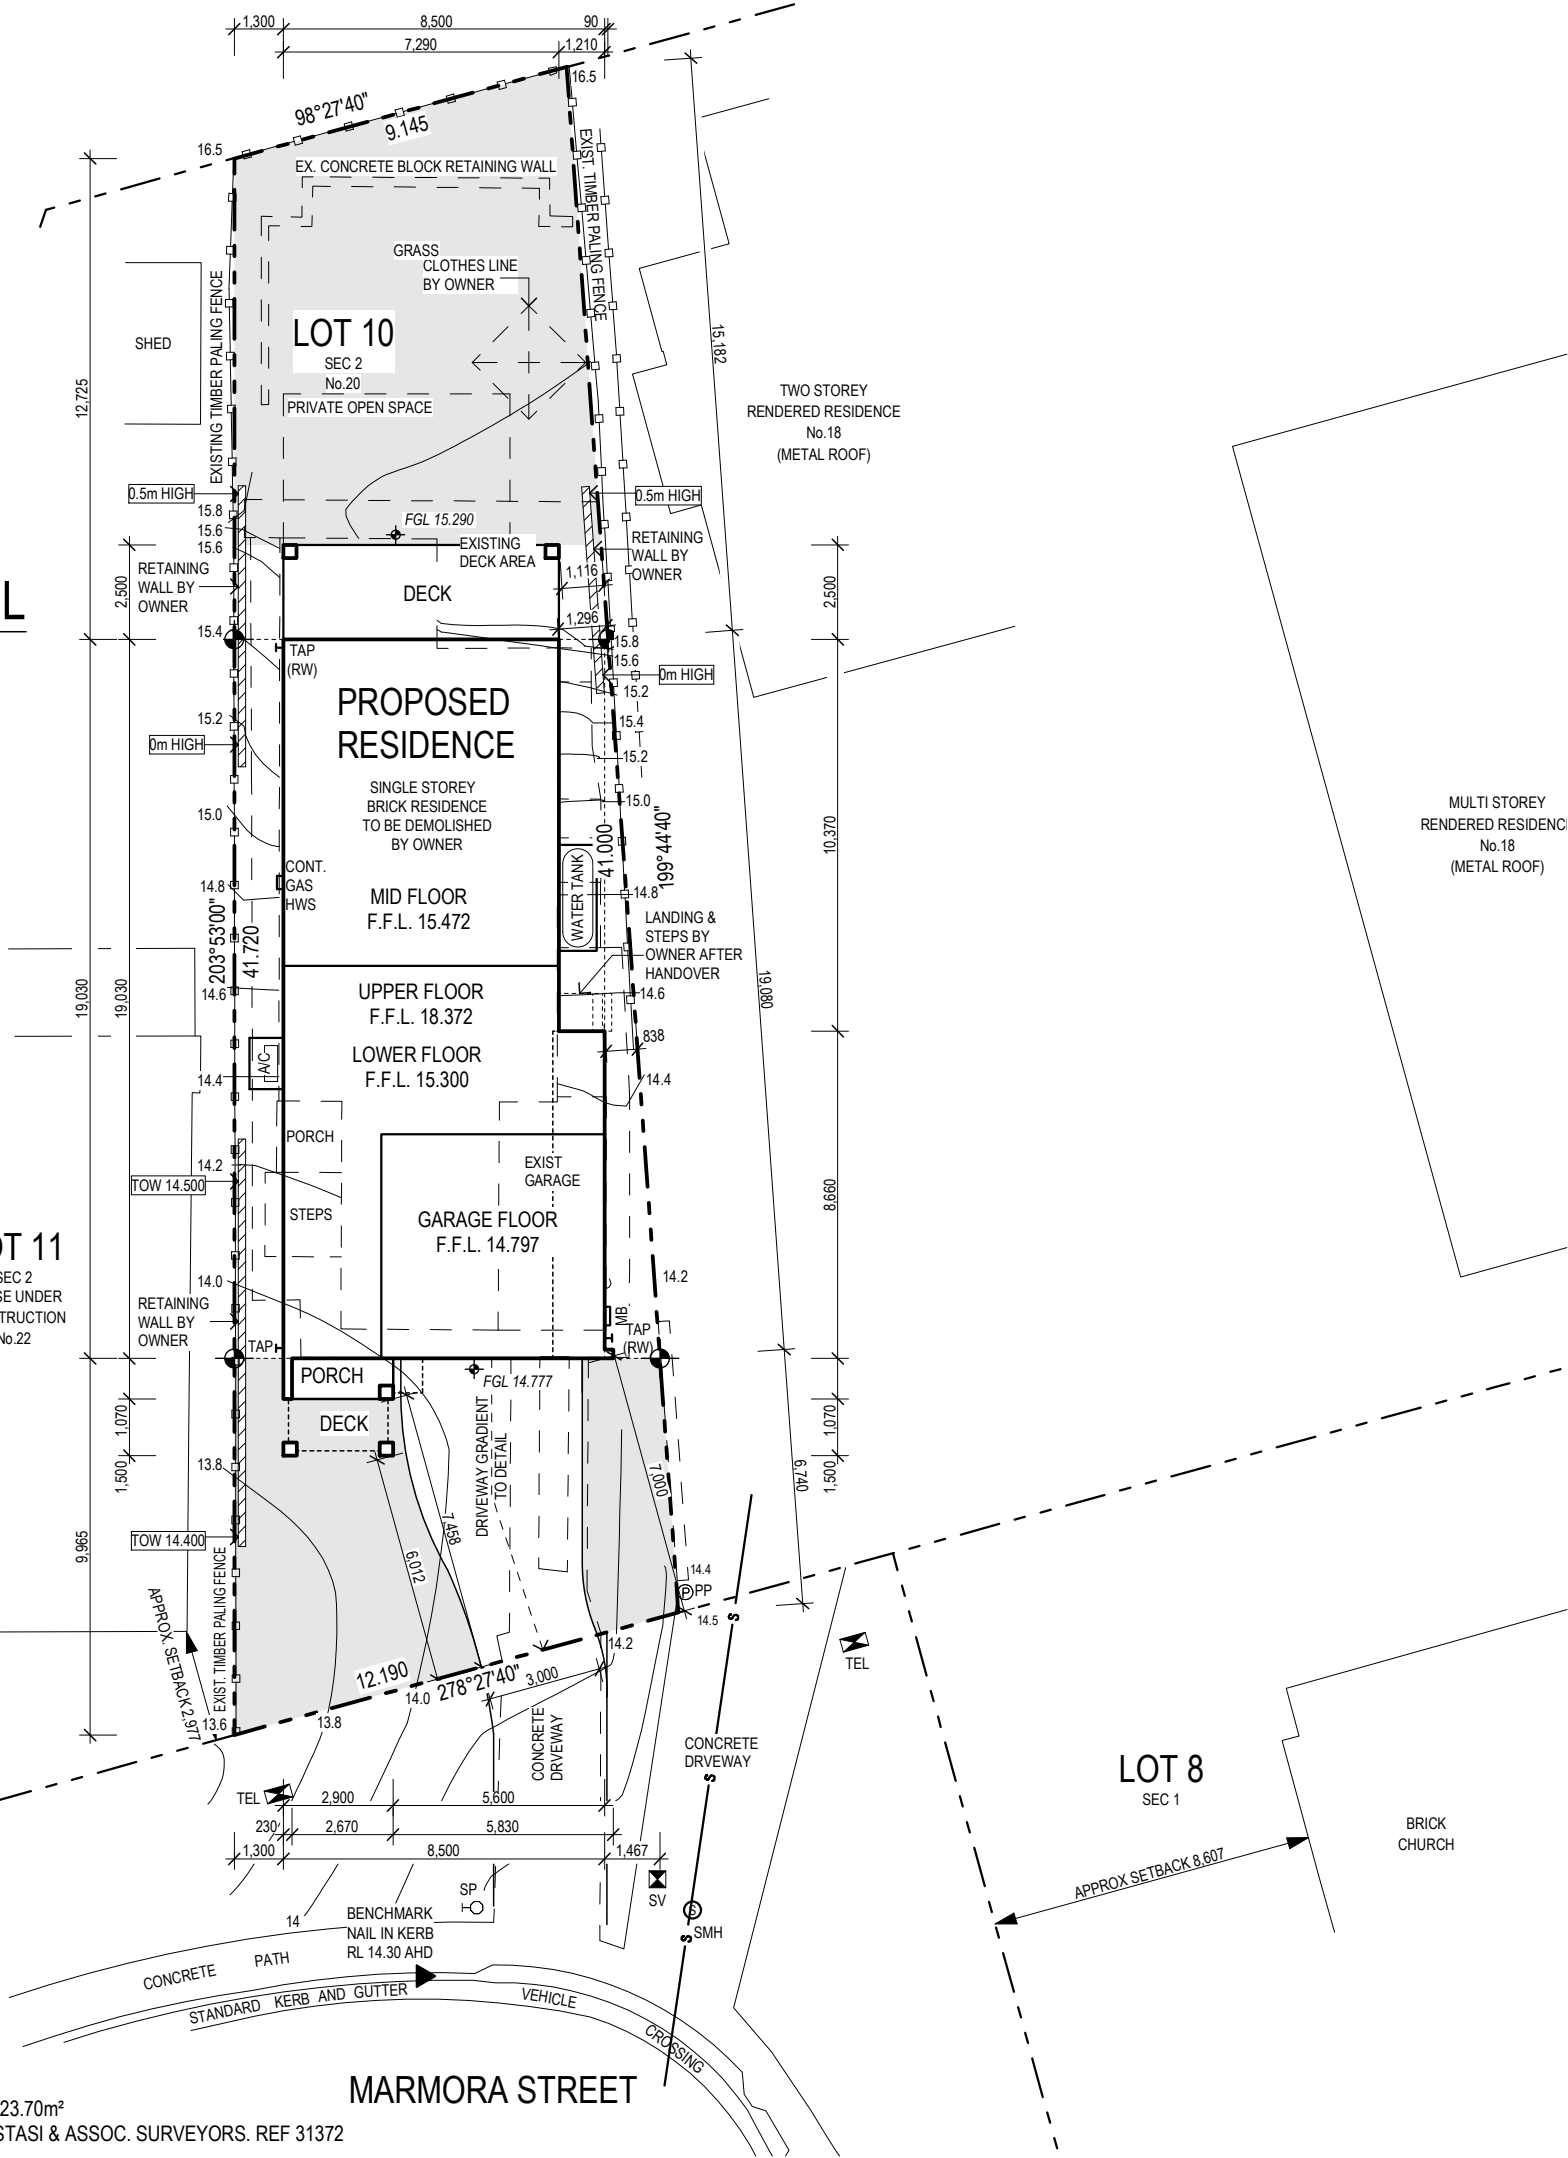 1,300
8,500
90
7,290
1,210
16.5
98°27'40"
9.145
16.5
EX. CONCRETE BLOCK RETAINING WALL
EXIST. TIMBER PALING FENCE
GRASS
CLOTHES LINE
BY OWNER
EXISTING TIMBER PALING FENCE
SHED
LOT 10
SEC 2
No.20
PRIVATE OPEN SPACE
15,182
12,725
TWO STOREY
RENDERED RESIDENCE
No.18
(METAL ROOF)
0.5m HIGH
0.5m HIGH
15.8
15.6
15.6
FGL 15.290
EXISTING
DECK AREA
RETAINING
WALL BY
OWNER
RETAINING
WALL BY
OWNER
2,500
DECK
1,116
2,500
L
1,296
15.4
15.8
TAP
(RW)
15.6
0m HIGH
15.2
PROPOSED
RESIDENCE
15.2
15.4
0m HIGH
15.2
SINGLE STOREY
BRICK RESIDENCE
TO BE DEMOLISHED
BY OWNER
15.0
15.0
41.000
199°44'40"
10,370
MULTI STOREY
RENDERED RESIDENCE
No.18
(METAL ROOF)
CONT.
GAS
HWS
14.8
WATER TANK
14.8
MID FLOOR
F.F.L. 15.472
203°53'00"
41.720
LANDING &
STEPS BY
OWNER AFTER
HANDOVER
19,030
19,030
14.6
UPPER FLOOR
F.F.L. 18.372
14.6
19,080
LOWER FLOOR
F.F.L. 15.300
838
A/C
14.4
14.4
PORCH
14.2
TOW 14.500
EXIST
GARAGE
8,660
STEPS
GARAGE FLOOR
F.F.L. 14.797
OT 11
SEC 2
SE UNDER
TRUCTION
No.22
14.0
14.2
RETAINING
WALL BY
OWNER
MB
TAP
TAP
(RW)
PORCH
FGL 14.777
DECK
1,070
1,070
DRIVEWAY GRADIENT
TO DETAIL
13.8
1,500
7,000
6,740
1,500
7,458
6,012
TOW 14.400
9,965
EXIST. TIMBER PALING FENCE
APPROX. SETBACK 2,977
14.4
P
PP
14.5
14.2
S
TEL
12.190
278°27'40"
3,000
14.0
13.6
13.8
CONCRETE
DRVEWAY
CONCRETE
DRVEWAY
S
LOT 8
SEC 1
TEL
2,900
5,600
230
2,670
5,830
1,300
8,500
1,467
BRICK
CHURCH
APPROX SETBACK 8,607
SP
SV
14
BENCHMARK
NAIL IN KERB
RL 14.30 AHD
S
SMH
S
CONCRETE PATH
STANDARD KERB AND GUTTER
VEHICLE
CROSSING
MARMORA STREET
23.70m²
STASI & ASSOC. SURVEYORS. REF 31372